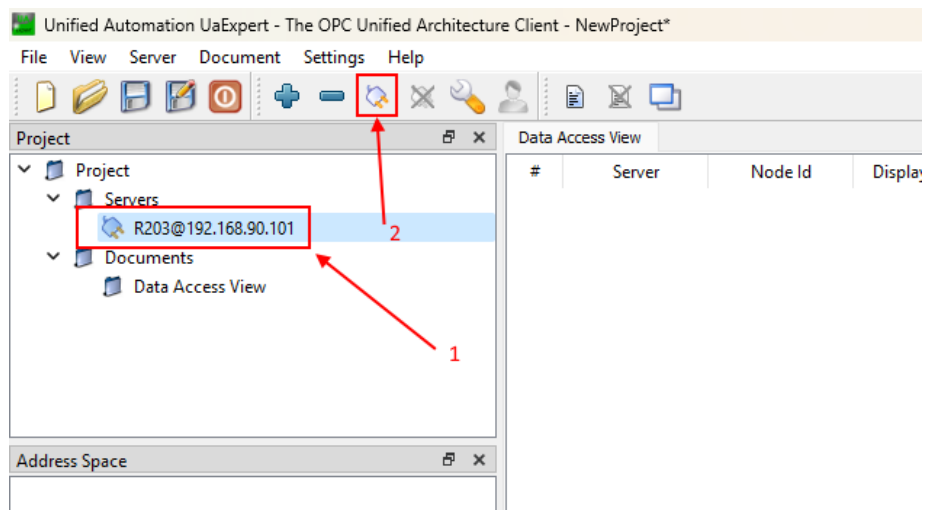 Unified Automation UaExpert - The OPC Unified Architecture Client - NewProject*
File View Server Document Settings Help
Project
Data Access View
Project
# Server Node Id Display
Servers
R203@192.168.90.101
2
Documents
Data Access View
1
Address Space